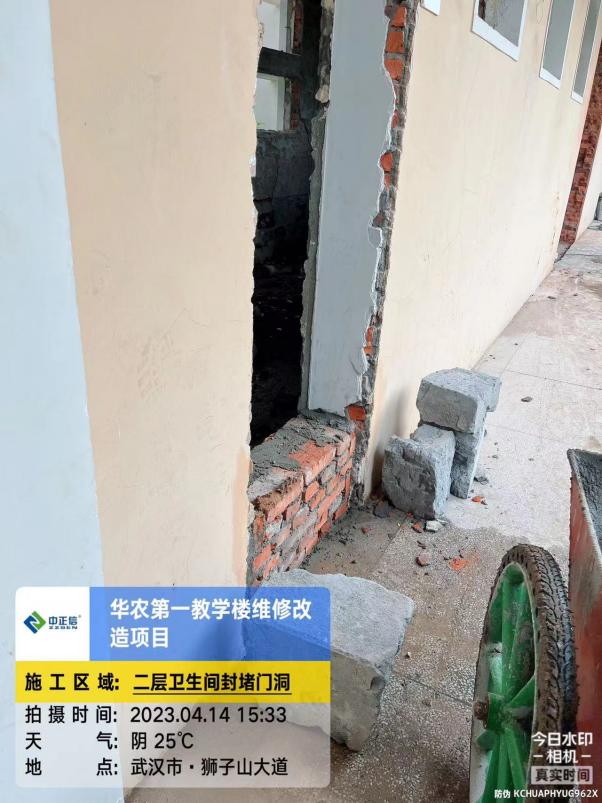 中正信
ZZSEN
华农第一教学楼维修改
造项目
施工区域: 二层卫生间封堵门洞
拍摄时间: 2023.04.14 15:33
天气: 阴 25℃
地点: 武汉市·狮子山大道
今日水印
-相机-
真实时间
防伪 KCHUAPHYUG962X